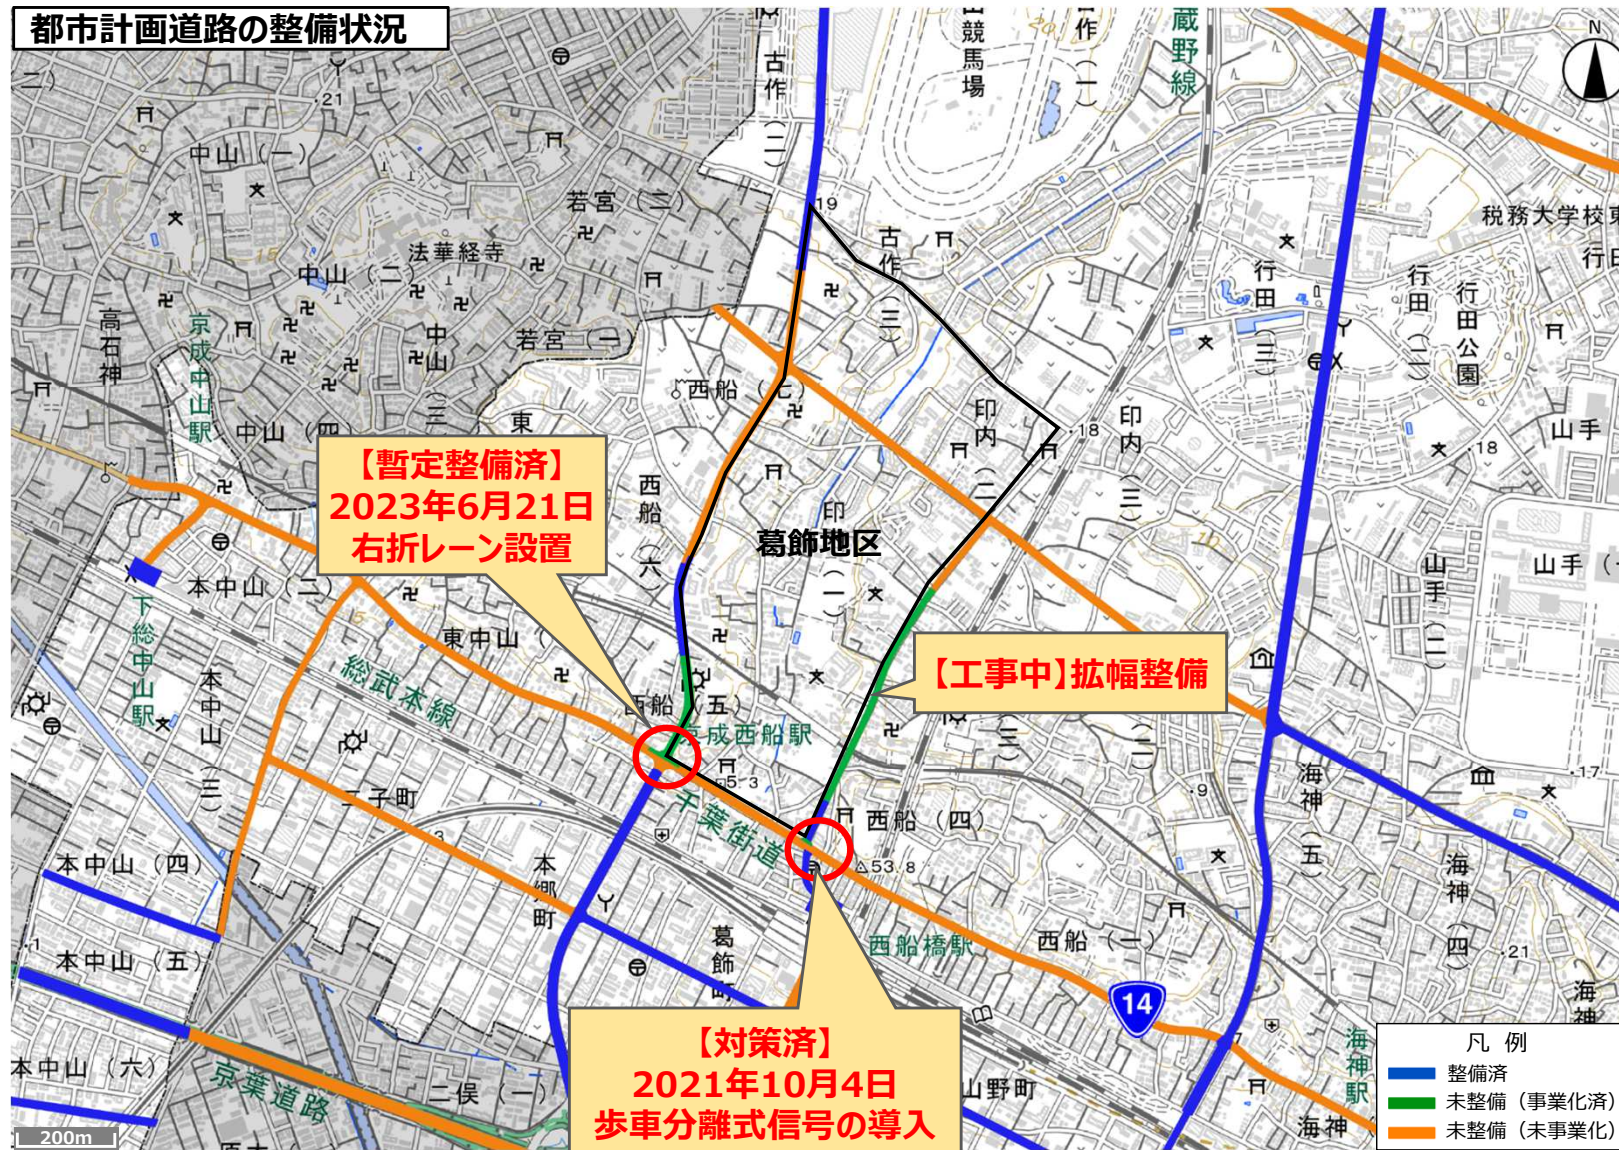 都市計画道路の整備状況
古作（二）
競馬場
蔵野線
N
中山（一）
若宮（二）
法華経寺
中山（二）
高石神
京成中山駅
中山（三）
若宮（一）
中山（四）
古作（三）
行田（三）
行田（二）
行田公園
税務大学校東
西船（七）
印内（二）
印内（三）
山手
山手（二）
【暫定整備済】
2023年6月21日
右折レーン設置
西船（六）
印
葛飾地区
（一）
本中山（二）
下総中山駅
東中山（
総武本線
本中山（三）
【工事中】拡幅整備
西船（五）
京成西船駅
千葉街道
二子町
西船（四）
53.8
海神（五）
海神（四）
本中山（四）
本郷町
葛飾町
西船橋駅
西船（一）
14
本中山（五）
本中山（六）
京葉道路
二俣（一）
【対策済】
2021年10月4日
歩車分離式信号の導入
山野町
海神駅
海神
凡 例
整備済
未整備（事業化済）
未整備（未事業化）
200m